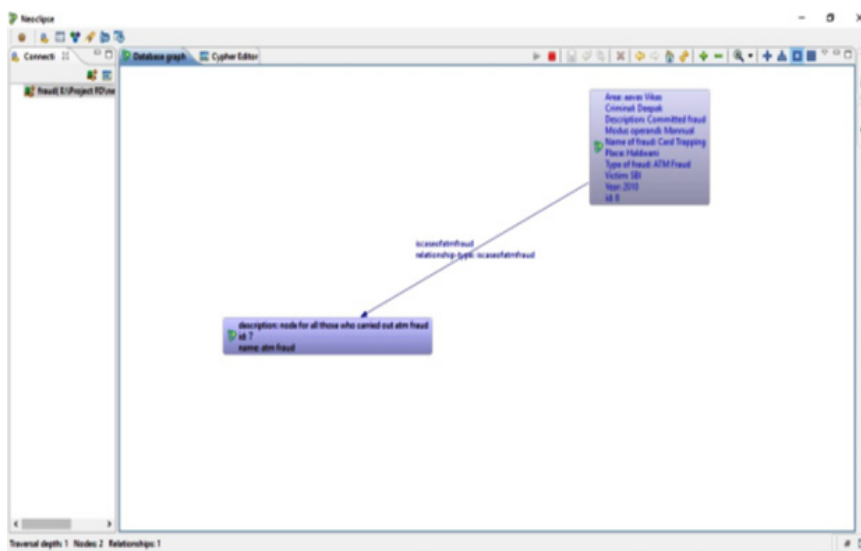 Neoclipse
Connecti
Database graph
Cypher Editor
fraud( E:\Project FD\ne
Area: aavas Vikas
Criminal: Deepak
Description: Committed fraud
Modus operandi: Mannual
Name of fraud: Card Trapping
Place: Haldwani
Type of fraud: ATM Fraud
Victim: SBI
Year: 2010
id: 8
iscaseofatmfraud
relationship type: iscaseofatmfraud
description: node for all those who carried out atm fraud
id: 7
name: atm fraud
Traversal depth: 1 Nodes: 2 Relationships: 1